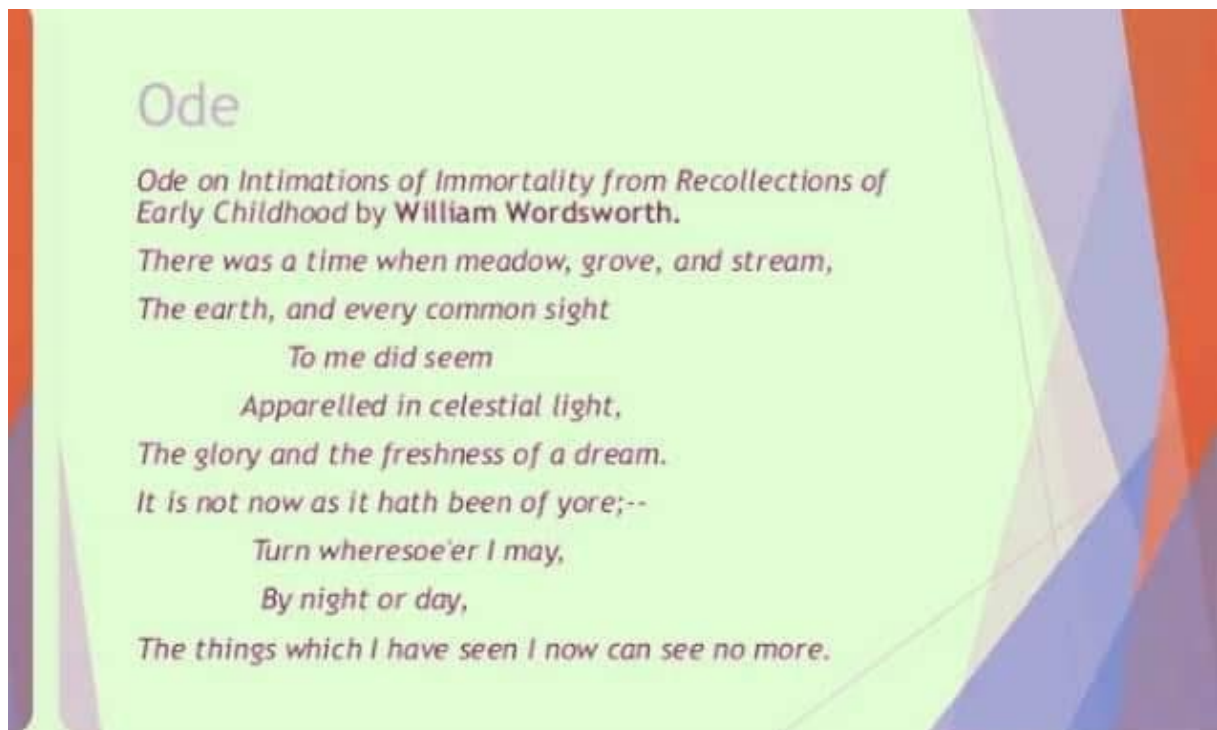 Ode
Ode on Intimations of Immortality from Recollections of
Early Childhood by William Wordsworth.
There was a time when meadow, grove, and stream,
The earth, and every common sight
To me did seem
Apparelled in celestial light,
The glory and the freshness of a dream.
It is not now as it hath been of yore;--
Turn wheresoe'er I may,
By night or day,
The things which I have seen I now can see no more.